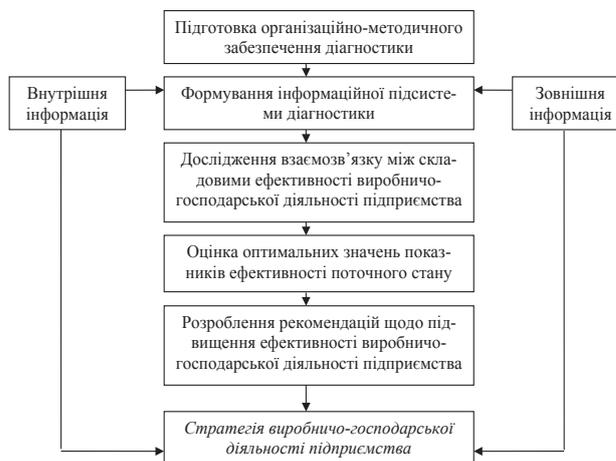 Підготовка організаційно-методичного
забезпечення діагностики
Внутрішня
інформація
Формування інформаційної підсисте-
ми діагностики
Зовнішня
інформація
Дослідження взаємозв’язку між скла-
довими ефективності виробничо-
господарської діяльності підприємства
Оцінка оптимальних значень показ-
ників ефективності поточного стану
Розроблення рекомендацій щодо під-
вищення ефективності виробничо-
господарської діяльності підприємства
Стратегія виробничо-господарської
діяльності підприємства